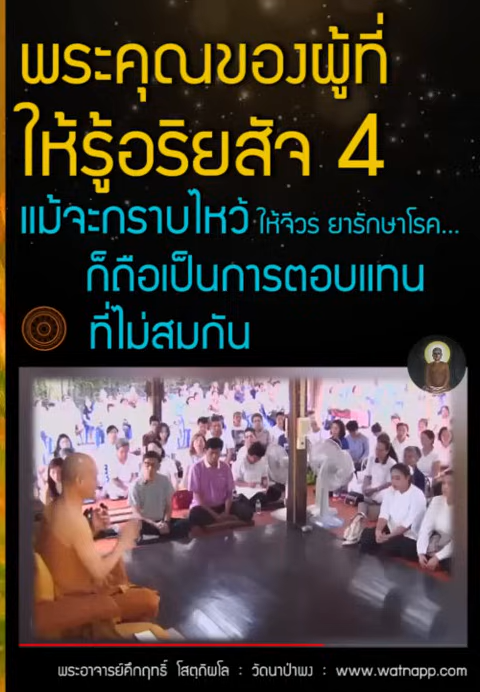 พระคุณของผู้ที่
ให้รู้อริยสัจ 4
แม้จะกราบไหว้ ให้จีวร ยารักษาโรค...
ก็ถือเป็นการตอบแทน
ที่ไม่สมกัน
พระอาจารย์คึกฤทธิ์ โสตฺถิผโล : วัดนาป่าพง : www.watnapp.com